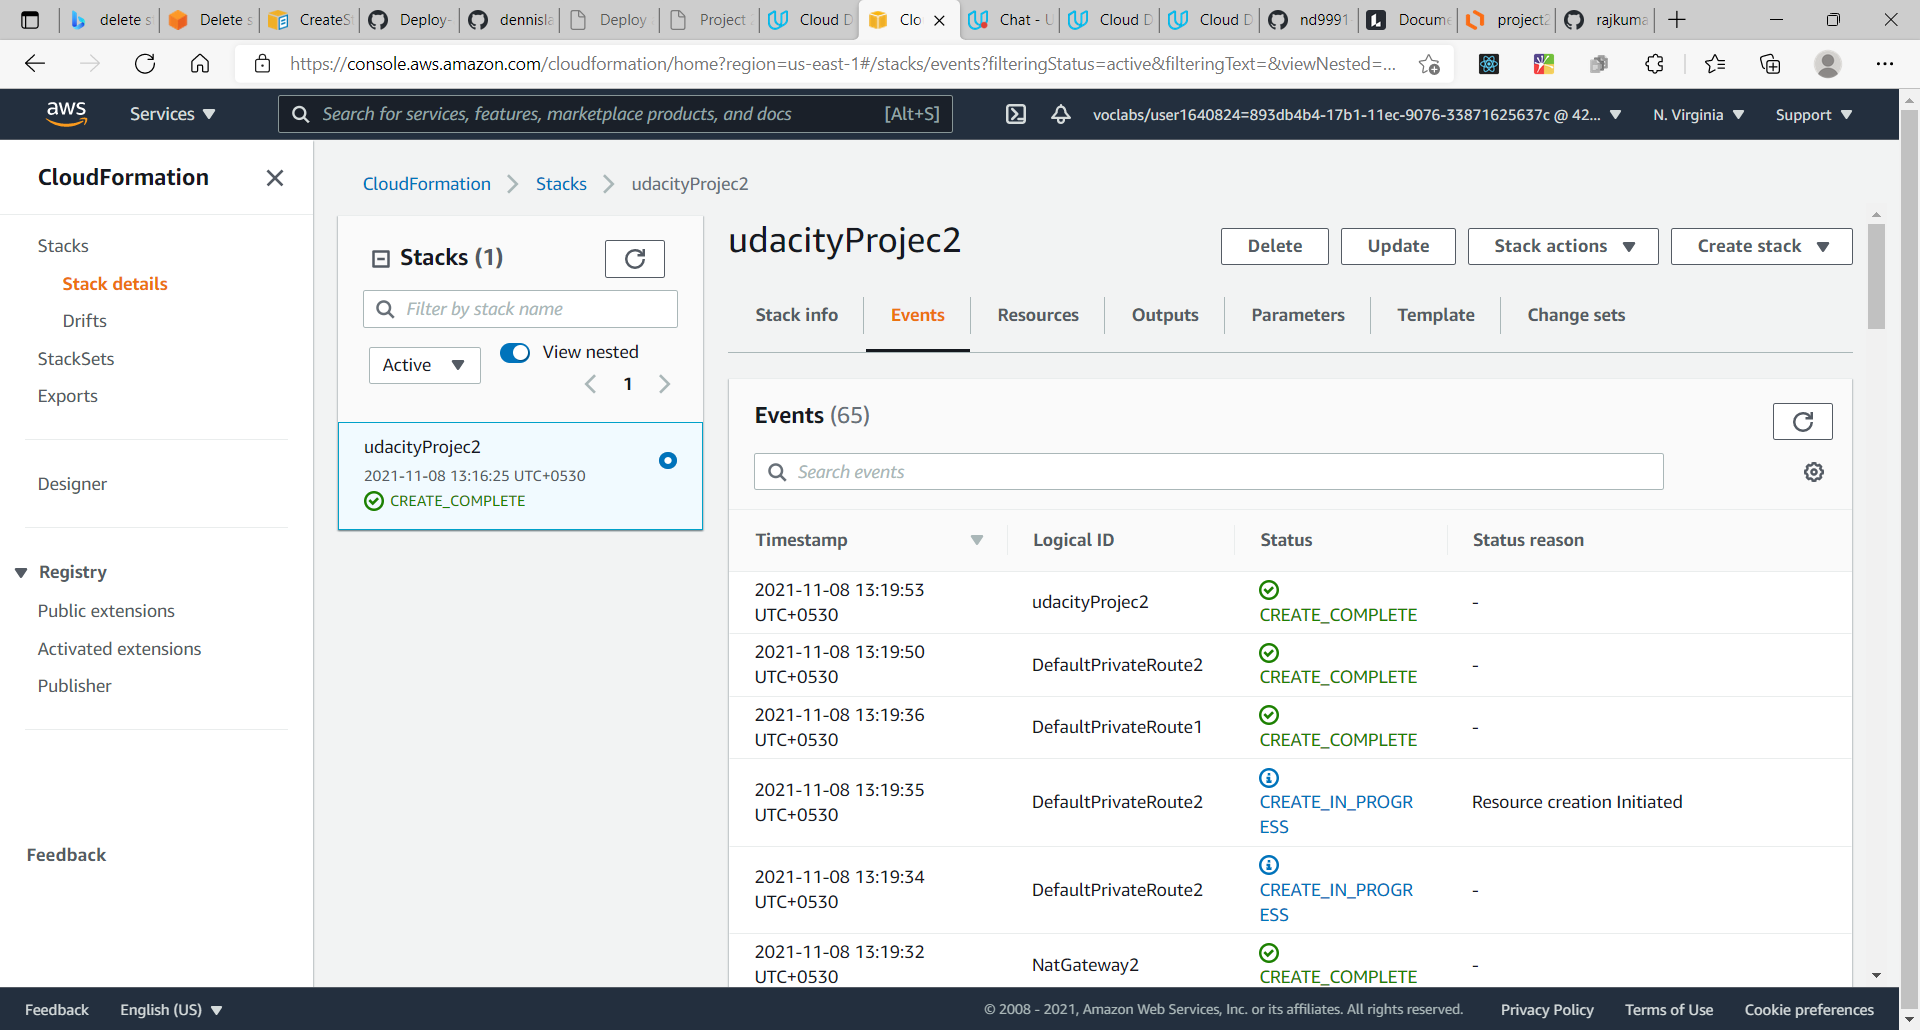 delete s
Delete s
CreateSt
Deploy-
dennisla
Deploy
Project
Cloud D
Clo
Chat - U
Cloud D
Cloud D
nd9991
Docume
project2
rajkuma
https://console.aws.amazon.com/cloudformation/home?region=us-east-1#/stacks/events?filteringStatus=active&filteringText=&viewNested=...
aws
Services
Search for services, features, marketplace products, and docs [Alt+S]
voclabs/user1640824=893db4b4-17b1-11ec-9076-33871625637c @ 42...
N. Virginia
Support
CloudFormation
Stacks
Stack details
Drifts
StackSets
Exports
Designer
Registry
Public extensions
Activated extensions
Publisher
Feedback
CloudFormation
Stacks
udacityProjec2
Stacks (1)
Filter by stack name
Active
View nested
1
udacityProjec2
2021-11-08 13:16:25 UTC+0530
CREATE_COMPLETE
udacityProjec2
Delete
Update
Stack actions
Create stack
Stack info
Events
Resources
Outputs
Parameters
Template
Change sets
Events (65)
Search events
Timestamp
Logical ID
Status
Status reason
2021-11-08 13:19:53
UTC+0530
udacityProjec2
CREATE_COMPLETE
-
2021-11-08 13:19:50
UTC+0530
DefaultPrivateRoute2
CREATE_COMPLETE
-
2021-11-08 13:19:36
UTC+0530
DefaultPrivateRoute1
CREATE_COMPLETE
-
2021-11-08 13:19:35
UTC+0530
DefaultPrivateRoute2
CREATE_IN_PROGR
ESS
Resource creation Initiated
2021-11-08 13:19:34
UTC+0530
DefaultPrivateRoute2
CREATE_IN_PROGR
ESS
-
2021-11-08 13:19:32
UTC+0530
NatGateway2
CREATE_COMPLETE
-
Feedback
English (US)
© 2008 - 2021, Amazon Web Services, Inc. or its affiliates. All rights reserved.
Privacy Policy
Terms of Use
Cookie preferences